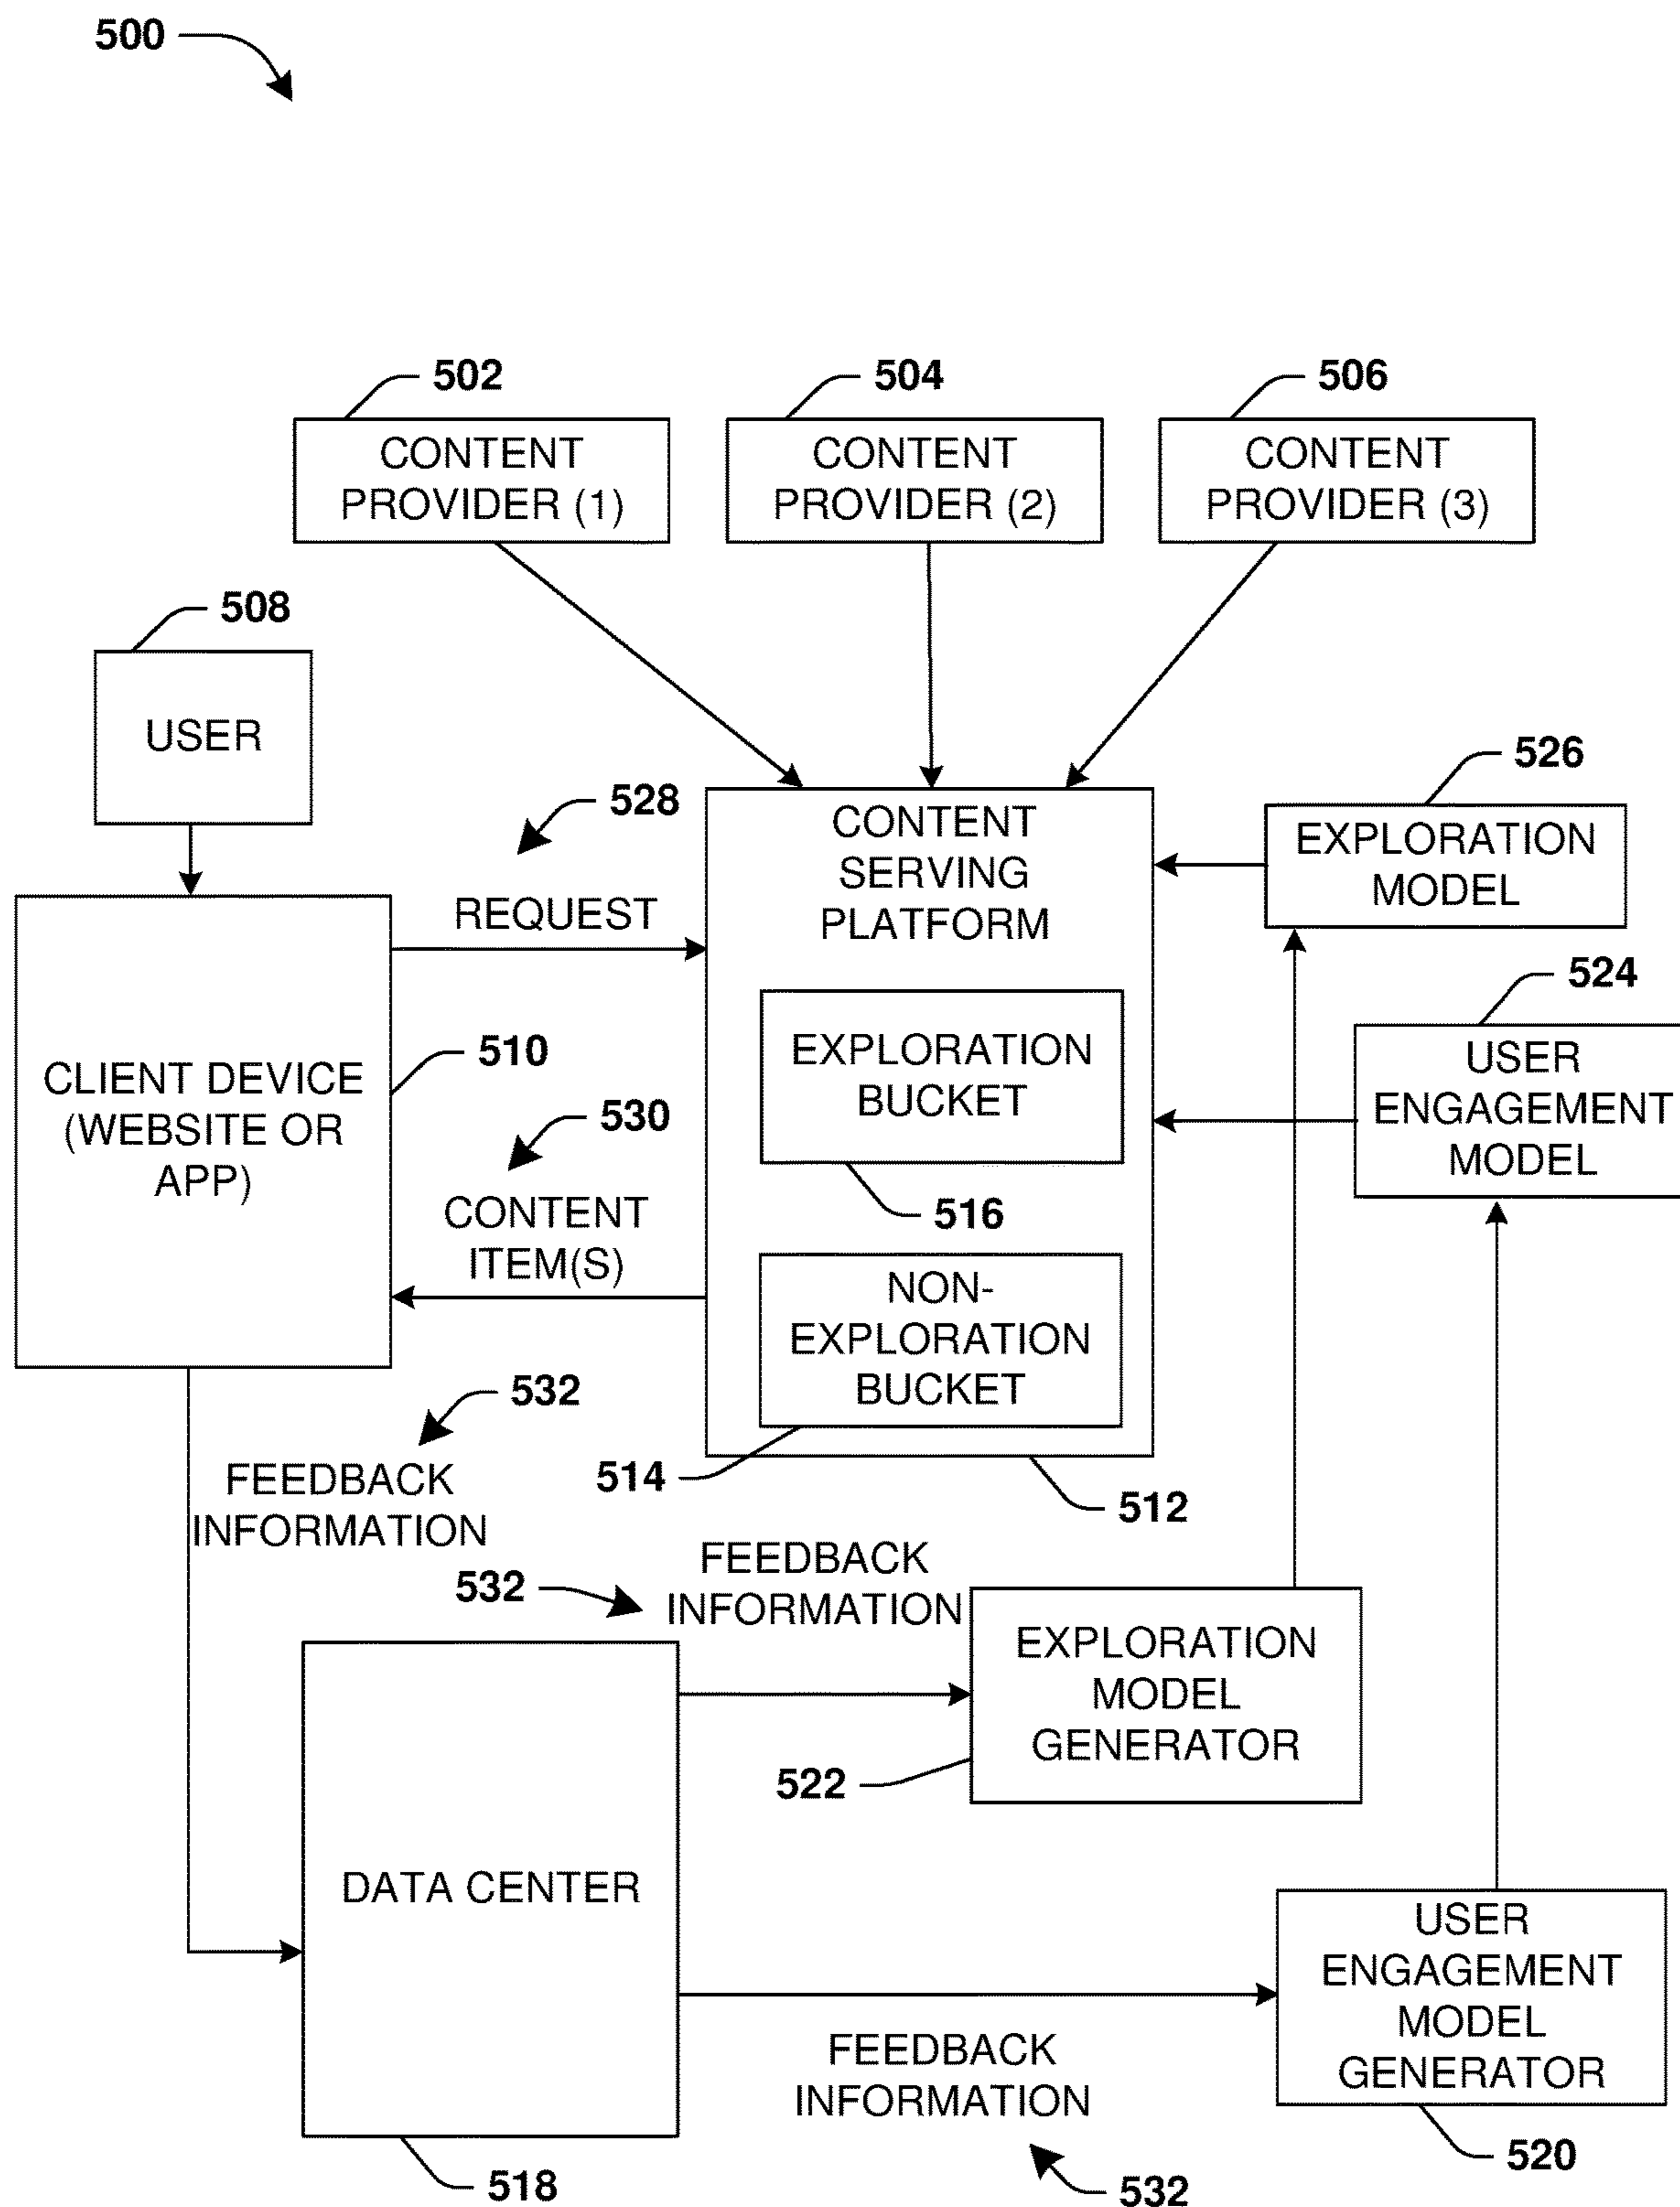 500
502
CONTENT
PROVIDER (1)
504
CONTENT
PROVIDER (2)
506
CONTENT
PROVIDER (3)
508
USER
528
REQUEST
CONTENT
SERVING
PLATFORM
526
EXPLORATION
MODEL
524
USER
ENGAGEMENT
MODEL
CLIENT DEVICE
(WEBSITE OR
APP)
510
EXPLORATION
BUCKET
516
530
CONTENT
ITEM(S)
NON-
EXPLORATION
BUCKET
514
512
532
FEEDBACK
INFORMATION
532
FEEDBACK
INFORMATION
EXPLORATION
MODEL
GENERATOR
522
DATA CENTER
518
USER
ENGAGEMENT
MODEL
GENERATOR
520
FEEDBACK
INFORMATION
532